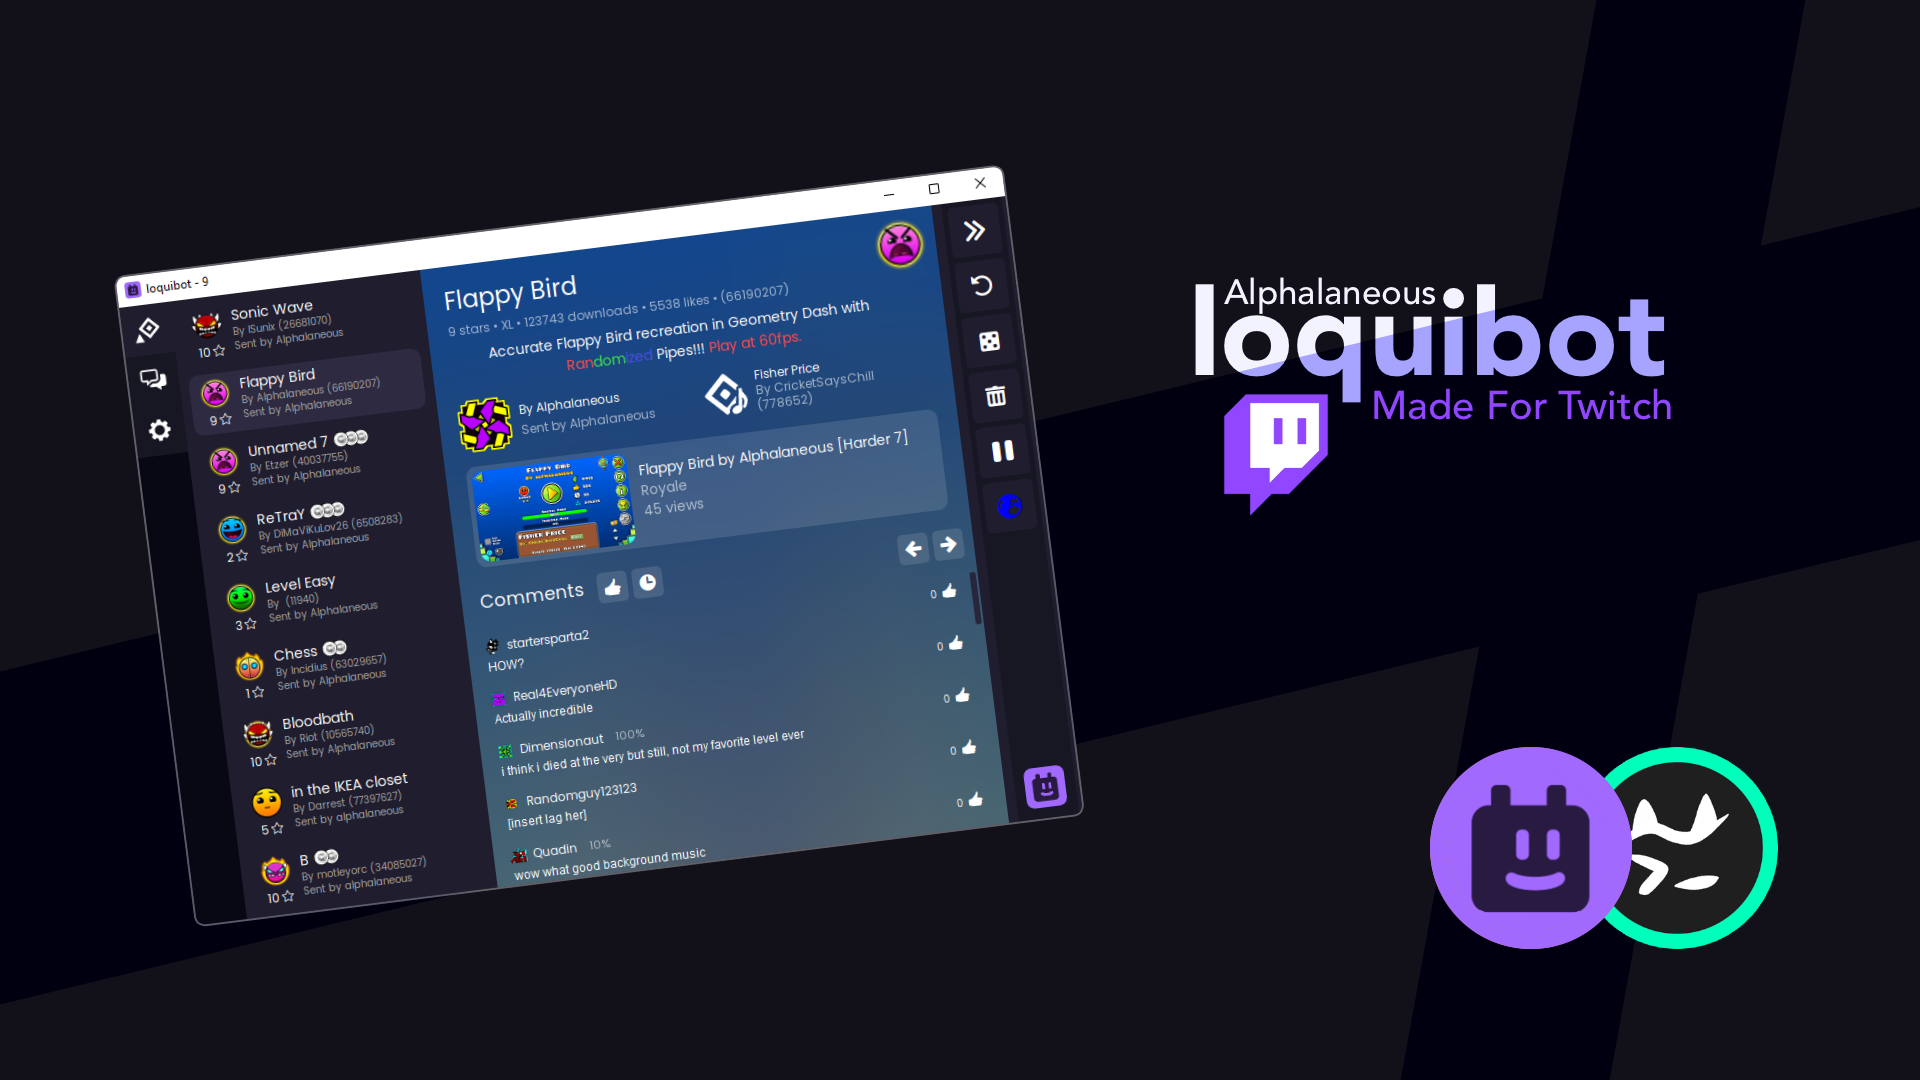 loquibot - 9
Sonic Wave
By ISunix (26681070)
Sent by Alphalaneous
10
Flappy Bird
By Alphalaneous (66190207)
Sent by Alphalaneous
9
Unnamed 7
By Etzer (40037755)
Sent by Alphalaneous
9
ReTraY
By DiMaViKuLov26 (6508283)
Sent by Alphalaneous
2
Level Easy
By (11940)
Sent by Alphalaneous
3
Chess
By Incidius (63029657)
Sent by Alphalaneous
1
Bloodbath
By Riot (10565740)
Sent by Alphalaneous
10
in the IKEA closet
By Darrest (77397627)
Sent by alphalaneous
5
B
By motleyorc (34085027)
Sent by alphalaneous
10
Flappy Bird
9 stars • XL • 123743 downloads • 5538 likes • (66190207)
Accurate Flappy Bird recreation in Geometry Dash with
Randomized Pipes!!! Play at 60fps.
By Alphalaneous
Sent by Alphalaneous
Fisher Price
By CricketSaysChill
(778652)
FLAPPY BIRD
FISHER PRICE
Flappy Bird by Alphalaneous [Harder 7]
Royale
45 views
Comments
startersparta2
HOW?
0
Real4EveryoneHD
Actually incredible
0
Dimensionaut 100%
i think i died at the very but still, not my favorite level ever
0
Randomguy123123
[insert lag her]
0
Quadin 10%
wow what good background music
0
Alphalaneous
loquibot
Made For Twitch